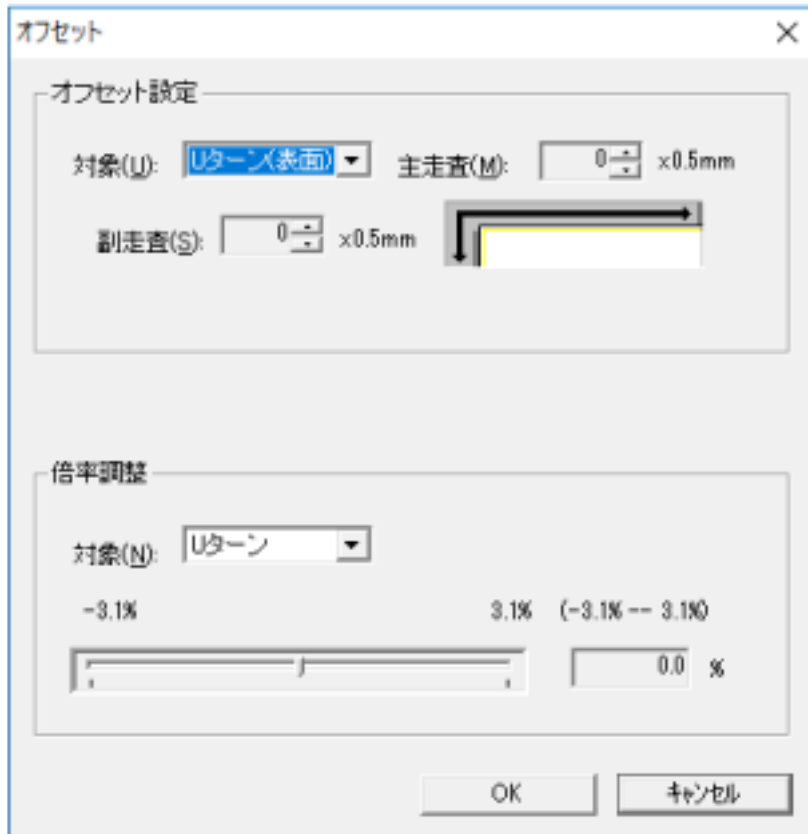 オフセット
オフセット設定
対象(U): Uターン(表面) 主走査(M): 0 x0.5mm
副走査(S): 0 x0.5mm
倍率調整
対象(N): Uターン
-3.1% 3.1% (-3.1% -- 3.1%)
0.0 %
OK キャンセル